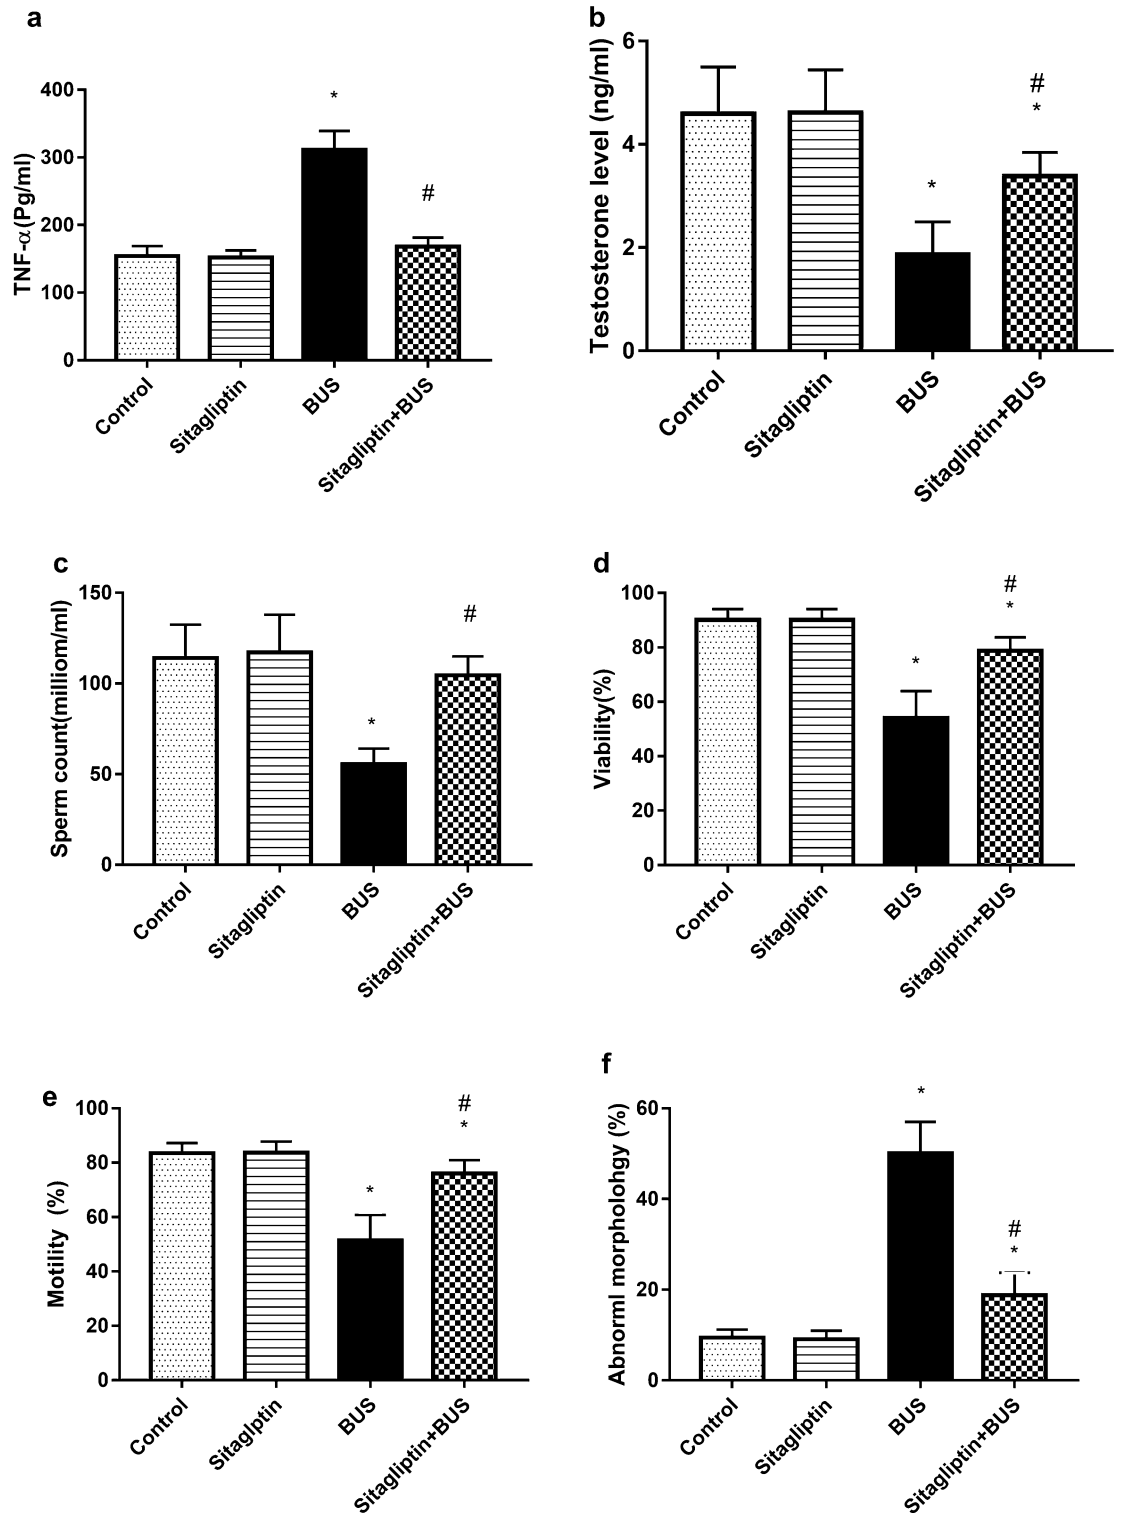 a
TNF-α(Pg/ml)
400
300
200
100
0
*
#
Control
Sitagliptin
BUS
Sitagliptin+BUS
b
Testosterone level (ng/ml)
6
4
2
0
*
#
*
Control
Sitagliptin
BUS
Sitagliptin+BUS
c
Sperm count(milliom/ml)
150
100
50
0
*
#
Control
Sitagliptin
BUS
Sitagliptin+BUS
d
Viability(%)
100
80
60
40
20
0
*
#
*
Control
Sitagliptin
BUS
Sitagliptin+BUS
e
Motility (%)
100
80
60
40
20
0
*
#
*
Control
Sitaglptin
BUS
Sitagliptin+BUS
f
Abnorml morphololhgy (%)
60
40
20
0
*
#
*
Control
Sitagliptin
BUS
Sitagliptin+BUS